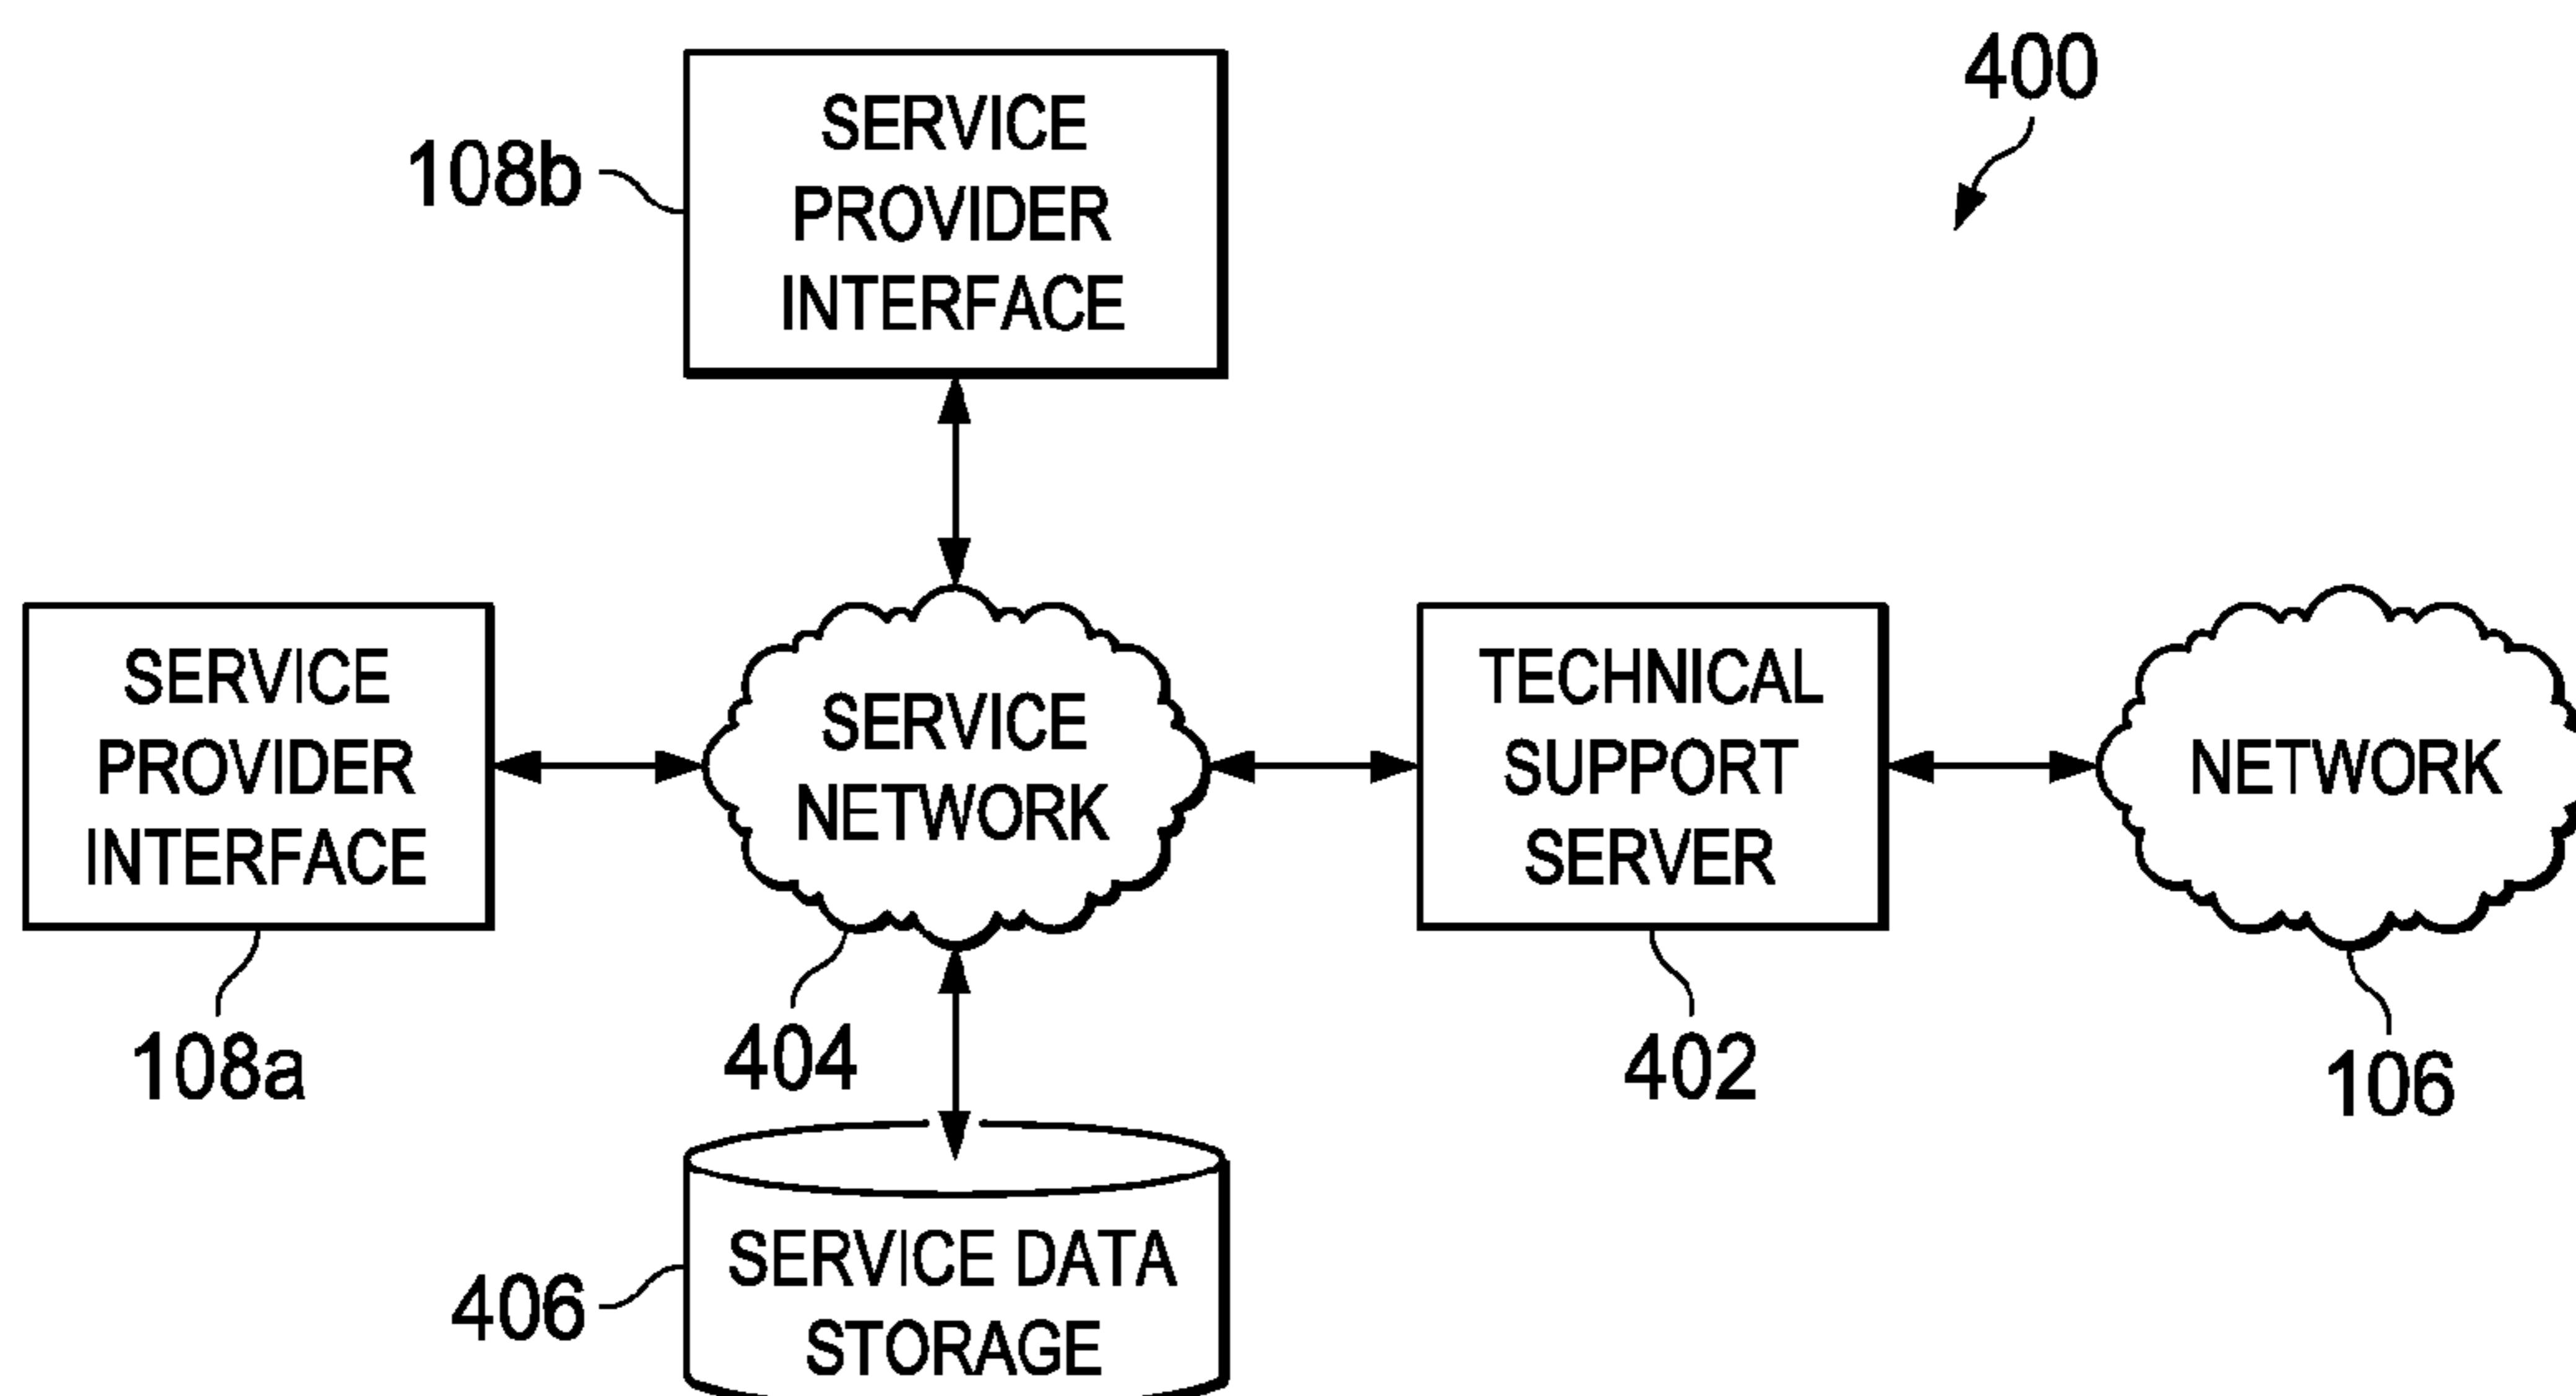 400
108b
SERVICE
PROVIDER
INTERFACE
SERVICE
PROVIDER
INTERFACE
SERVICE
NETWORK
TECHNICAL
SUPPORT
SERVER
NETWORK
108a
404
402
106
406
SERVICE DATA
STORAGE